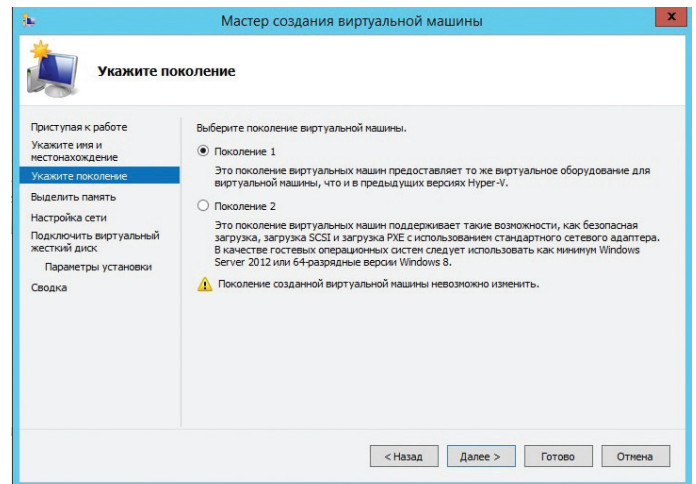 Мастер создания виртуальной машины
x
Укажите поколение
Приступая к работе
Укажите имя и
местонахождение
Укажите поколение
Выделить память
Настройка сети
Подключить виртуальный
жесткий диск
Параметры установки
Сводка
Выберите поколение виртуальной машины.
Поколение 1
Это поколение виртуальных машин предоставляет то же виртуальное оборудование для
виртуальной машины, что и в предыдущих версиях Hyper-V.
Поколение 2
Это поколение виртуальных машин поддерживает такие возможности, как безопасная
загрузка, загрузка SCSI и загрузка PXE с использованием стандартного сетевого адаптера.
В качестве гостевых операционных систем следует использовать как минимум Windows
Server 2012 или 64-разрядные версии Windows 8.
Поколение созданной виртуальной машины невозможно изменить.
< Назад
Далее >
Готово
Отмена